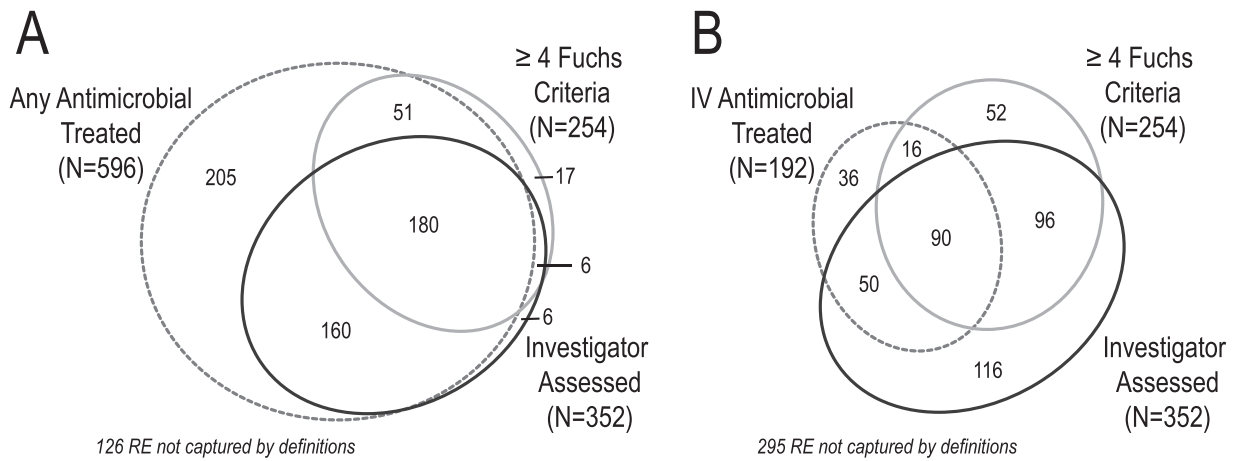 A
Any Antimicrobial
Treated
(N=596)
≥ 4 Fuchs
Criteria
(N=254)
51
205
17
180
6
6
160
Investigator
Assessed
(N=352)
126 RE not captured by definitions
B
IV Antimicrobial
Treated
(N=192)
≥ 4 Fuchs
Criteria
(N=254)
52
16
36
96
90
50
116
Investigator
Assessed
(N=352)
295 RE not captured by definitions